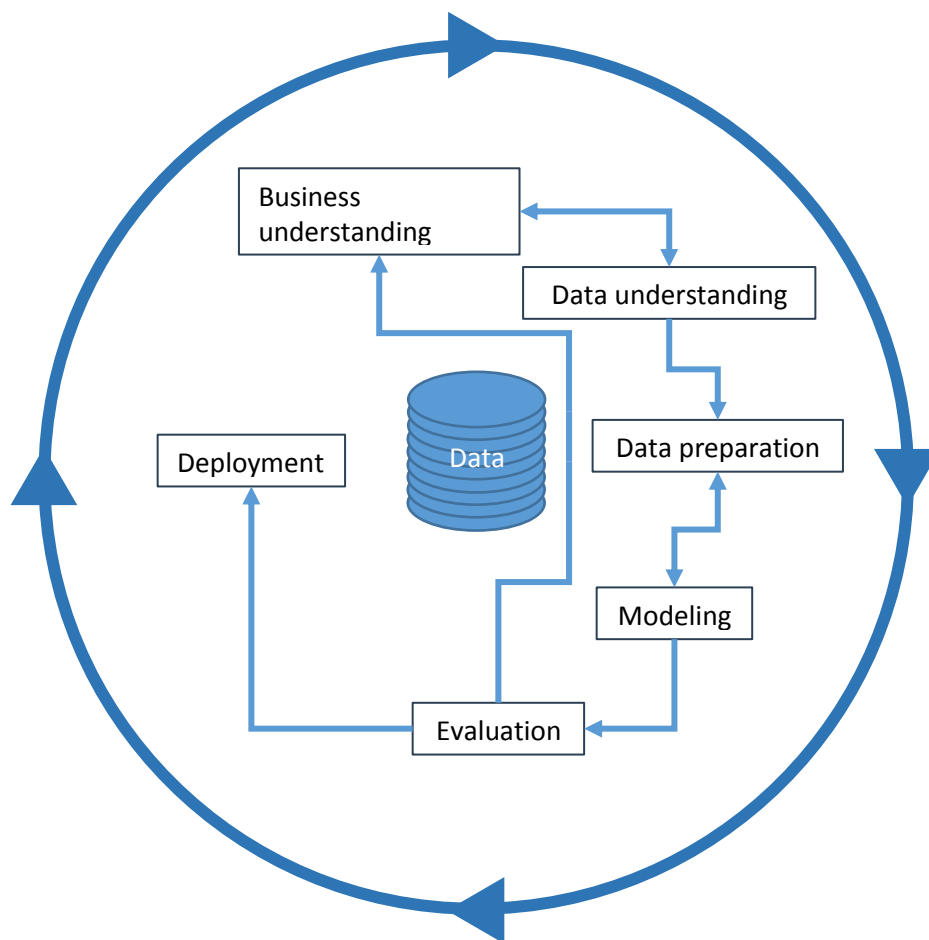 Business
understanding
Data understanding
Data
Data preparation
Deployment
Modeling
Evaluation